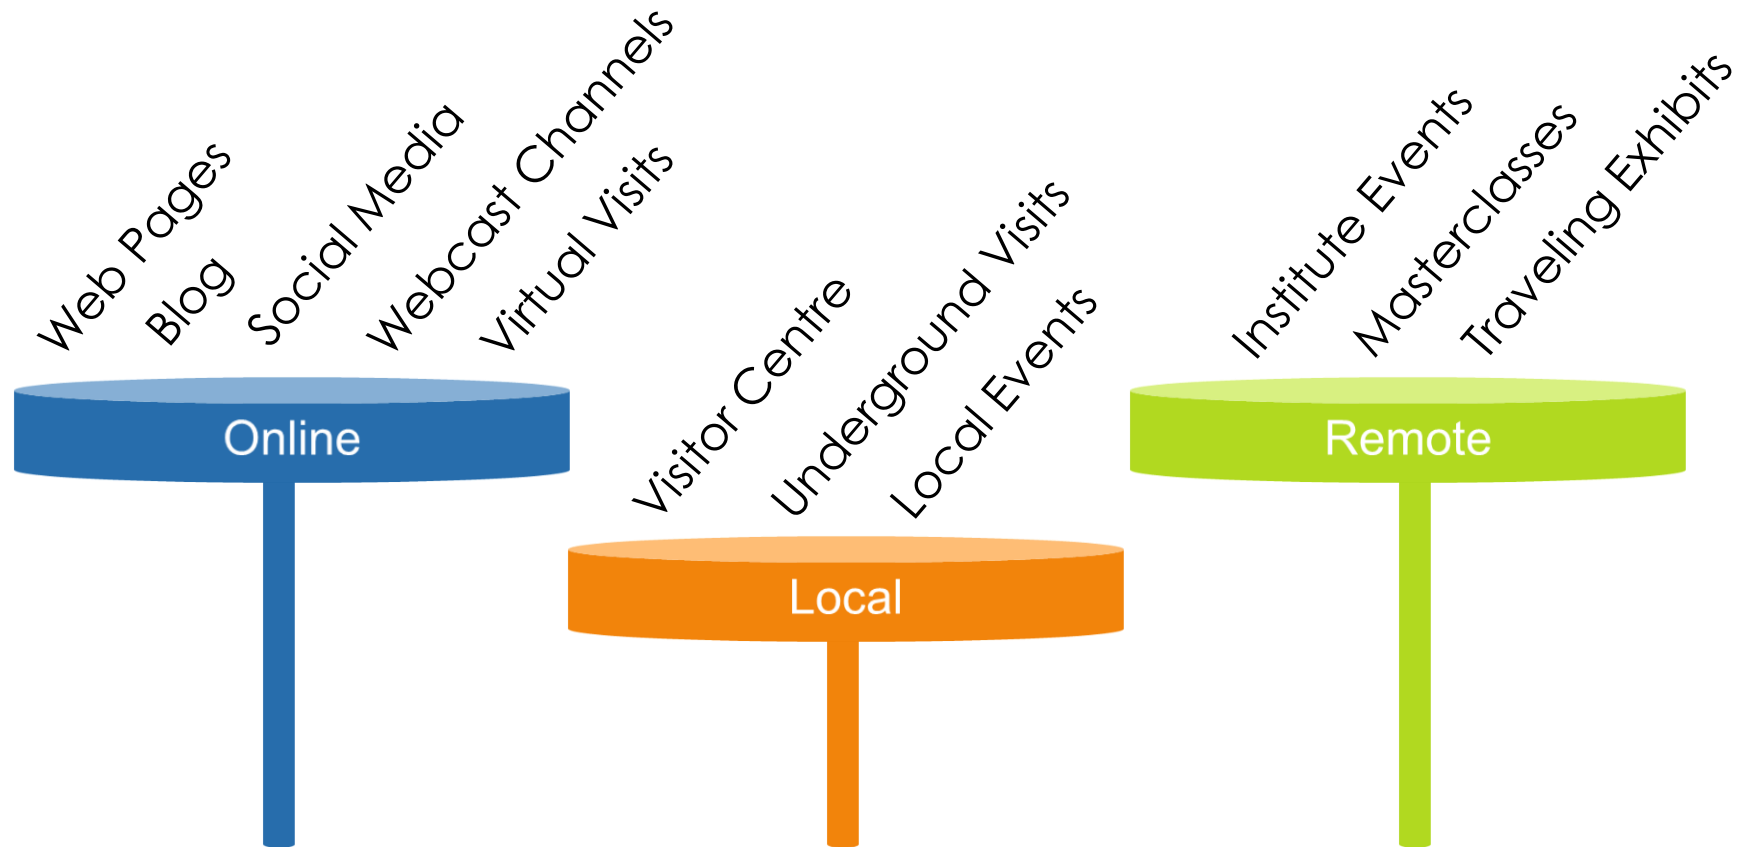 Web Pages
Blog
Social Media
Webcast Channels
Virtual Visits
Online
Visitor Centre
Underground Visits
Local Events
Local
Institute Events
Masterclasses
Traveling Exhibits
Remote